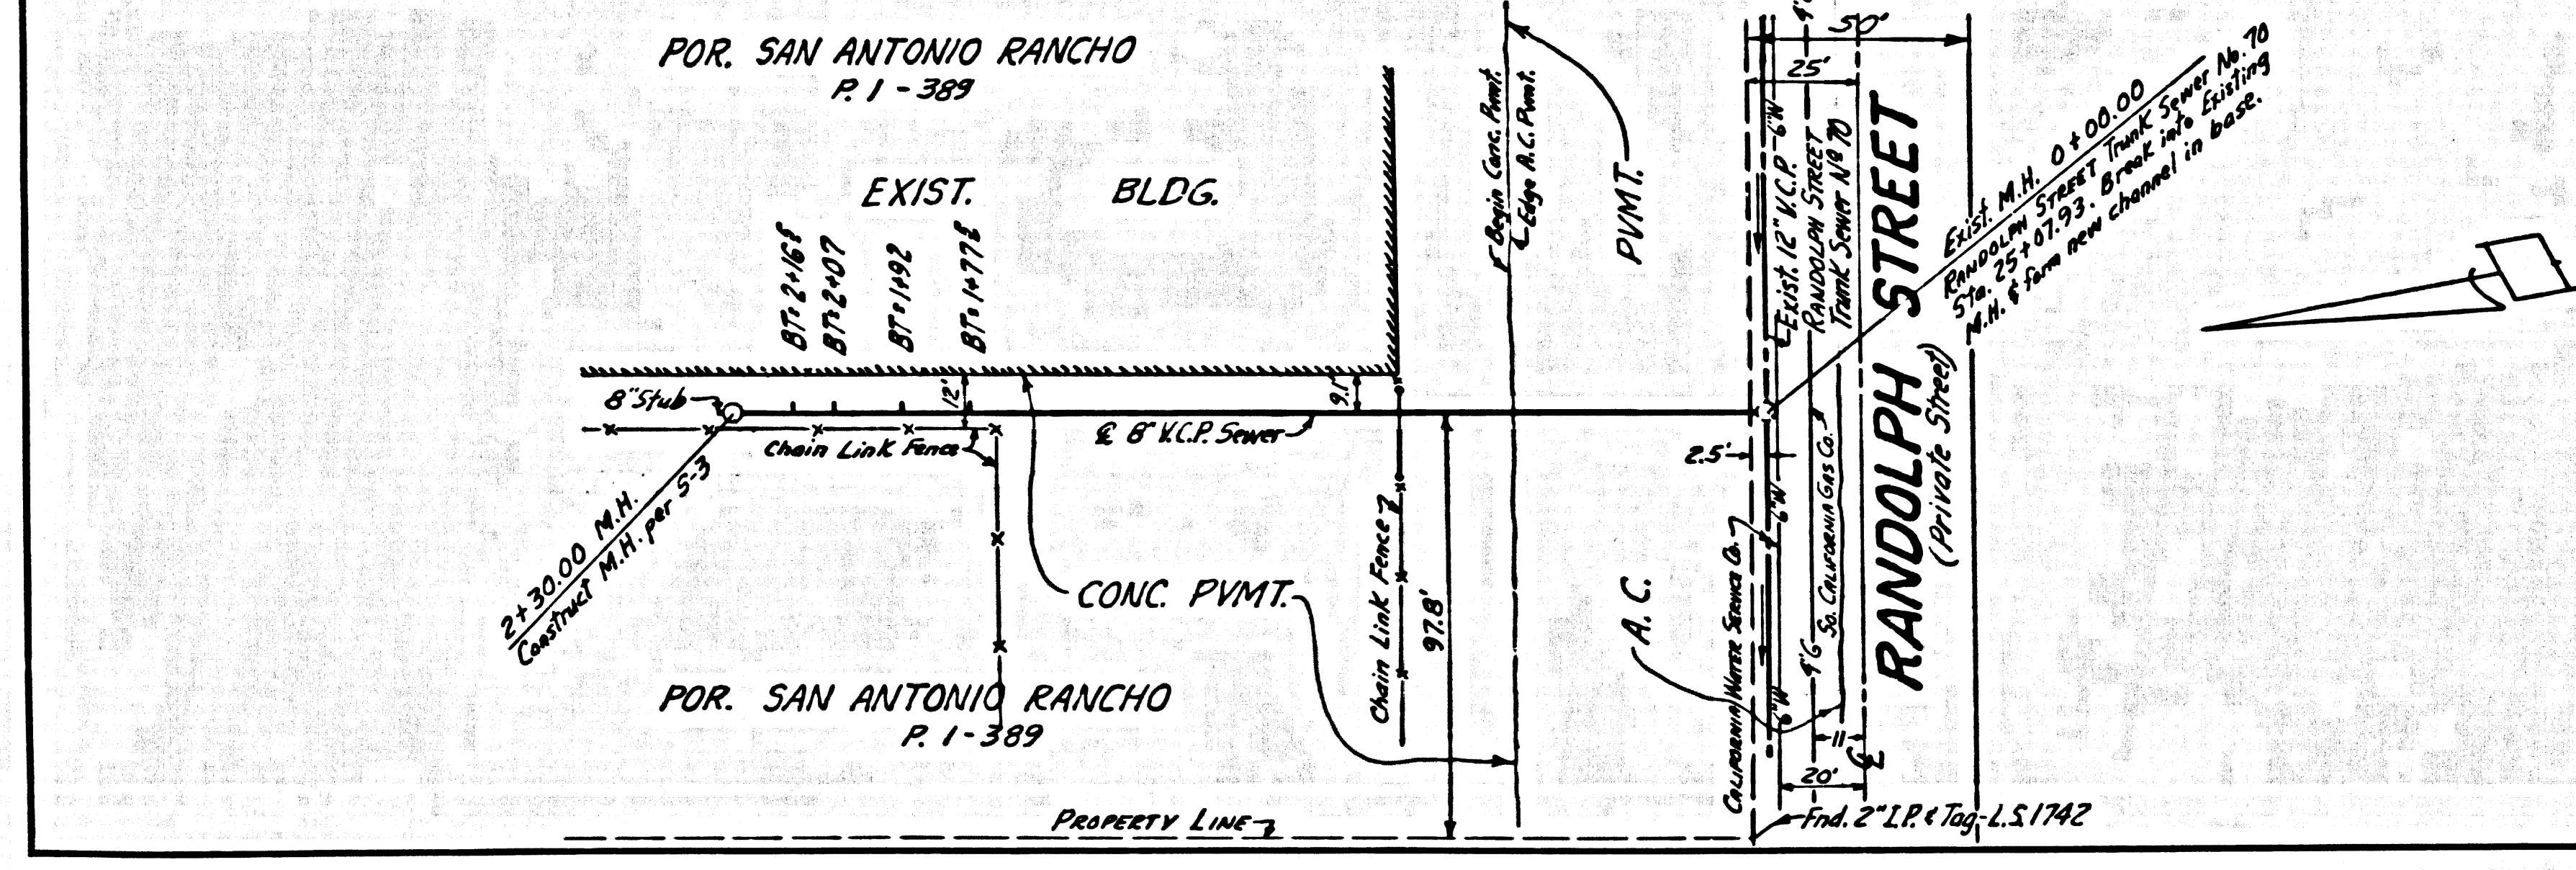 POR. SAN ANTONIO RANCHO
P. 1 - 389
EXIST. BLDG.
BT= 2+16
BT= 2+07
BT= 1+92
BT= 1+77
8" Stub
12'
9.1'
Chain Link Fence
℄ 8" V.C.P. Sewer
2+30.00 M.H.
Construct M.H. per S-3
CONC. PVMT.
POR. SAN ANTONIO RANCHO
P. 1-389
Chain Link Fence
97.8'
PROPERTY LINE
Begin Conc. Pvmt.
Edge A.C. Pvmt.
PVMT.
A.C.
50'
25'
6"W
Exist. 12" V.C.P.
RANDOLPH STREET
Trunk Sewer Nº 70
2.5'
CALIFORNIA WATER SERVICE Co.
6"W
6"W
4"G
So. CALIFORNIA GAS Co.
11
20'
℄
RANDOLPH STREET
(Private Street)
Exist. M.H. 0+00.00
RANDOLPH STREET Trunk Sewer No. 70
Sta. 25+07.93. Break into Existing
M.H. & form new channel in base.
Fnd. 2" I.P. & Tag-L.S. 1742